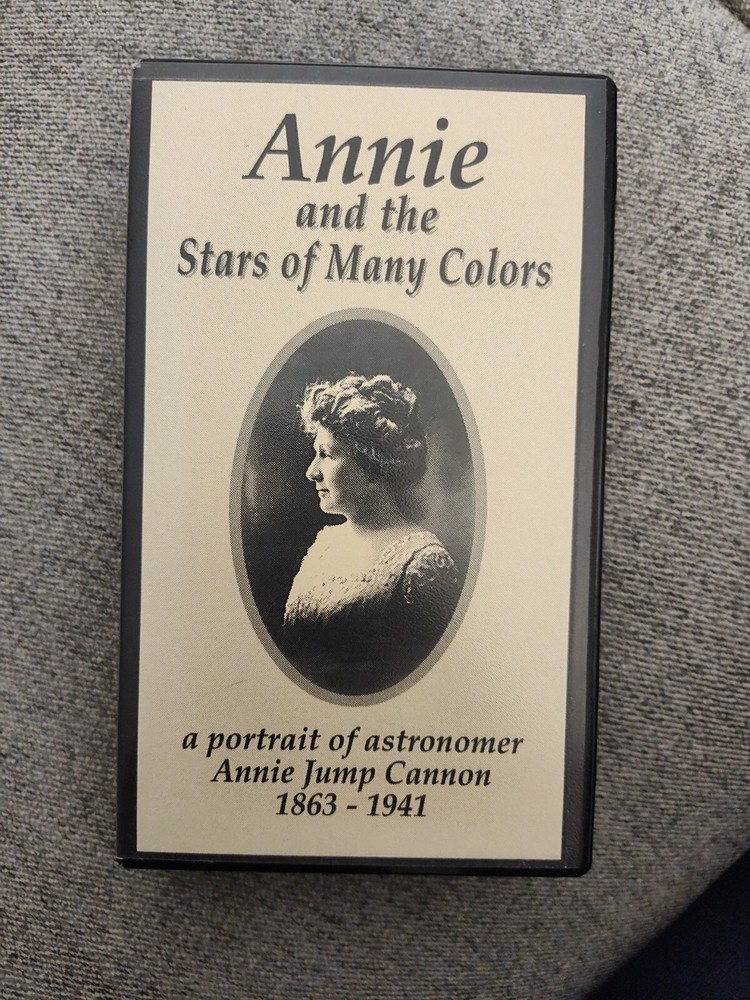 Annie
and the
Stars of Many Colors
a portrait of astronomer
Annie Jump Cannon
1863 - 1941